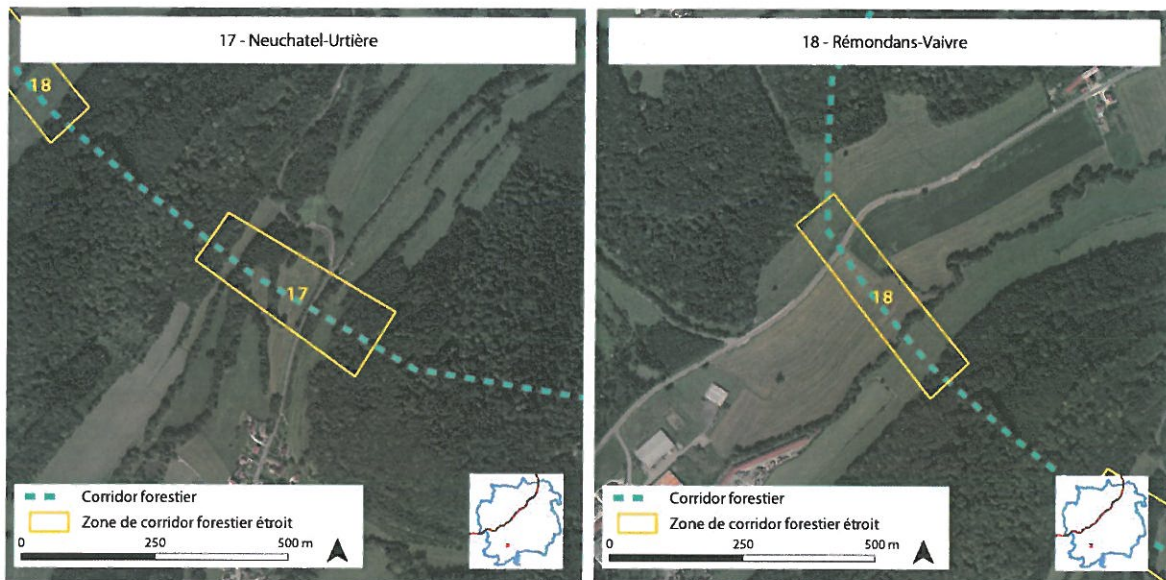 17 - Neuchatel-Urtière
18
17
Corridor forestier
Zone de corridor forestier étroit
0 250 500 m
18 - Rémondans-Vaivre
18
Corridor forestier
Zone de corridor forestier étroit
0 250 500 m